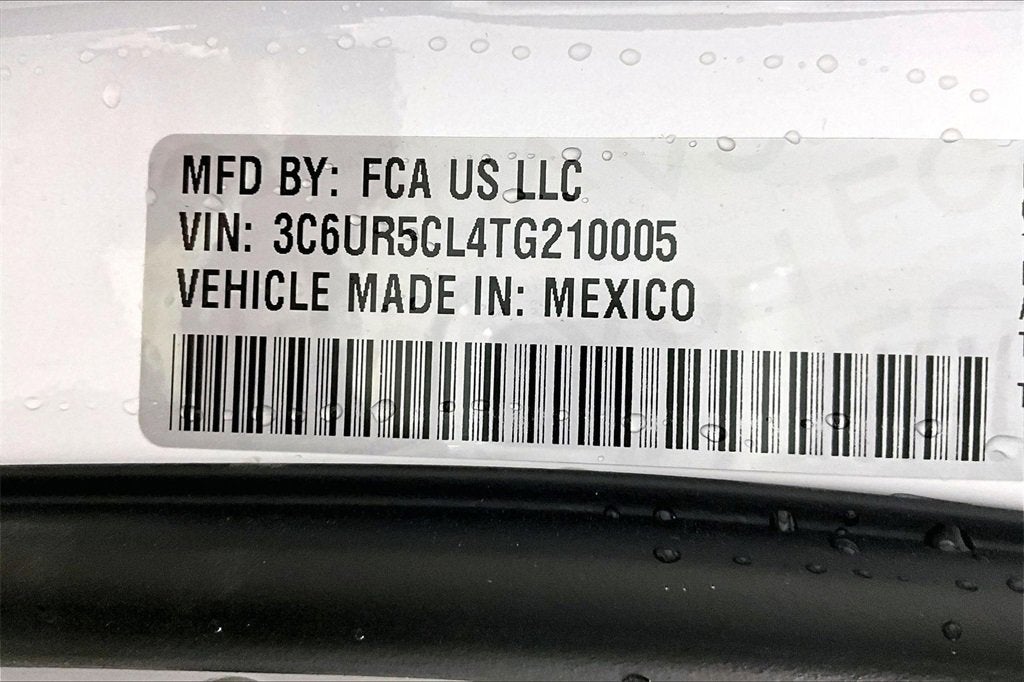 MFD BY: FCA US LLC
VIN: 3C6UR5CL4TG210005
VEHICLE MADE IN: MEXICO